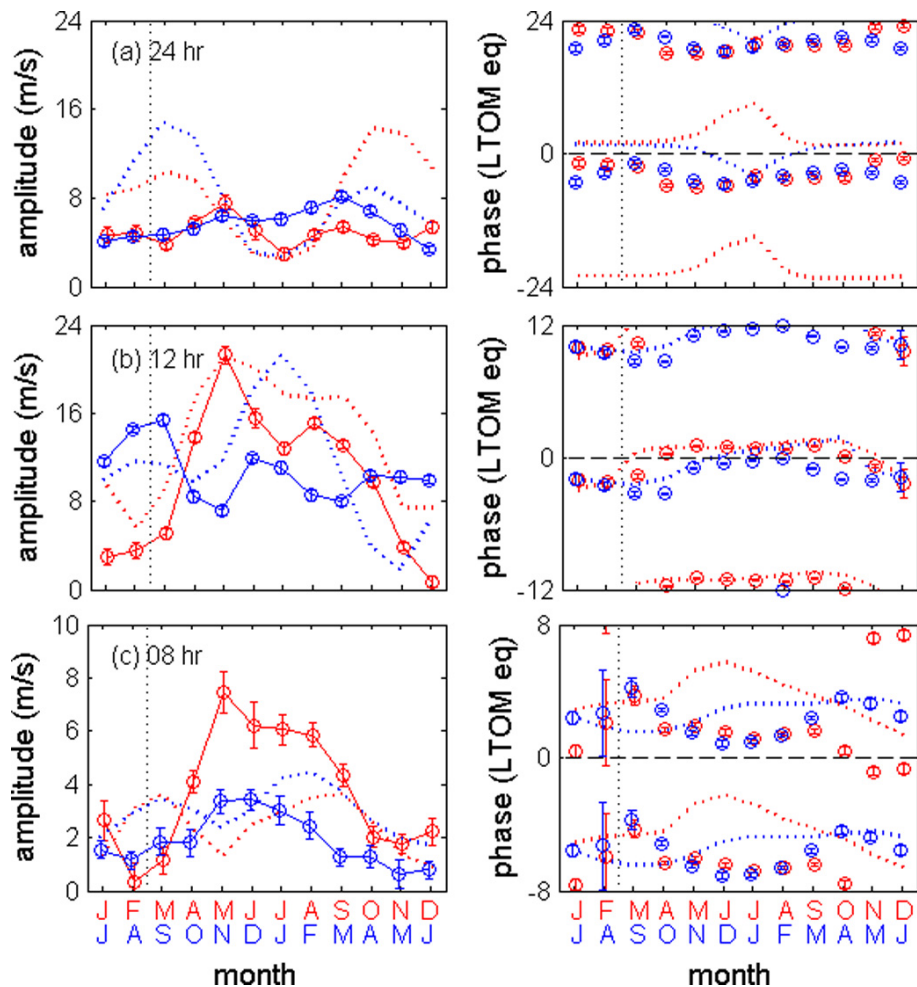 24
16
8
0
amplitude (m/s)
(a) 24 hr
24
0
-24
phase (LTOM eq)
24
16
8
0
amplitude (m/s)
(b) 12 hr
12
0
-12
phase (LTOM eq)
10
8
6
4
2
0
amplitude (m/s)
(c) 08 hr
8
0
-8
phase (LTOM eq)
J F M A M J J A S O N D
J A S O N D J F M A M J
month
J F M A M J J A S O N D
J A S O N D J F M A M J
month